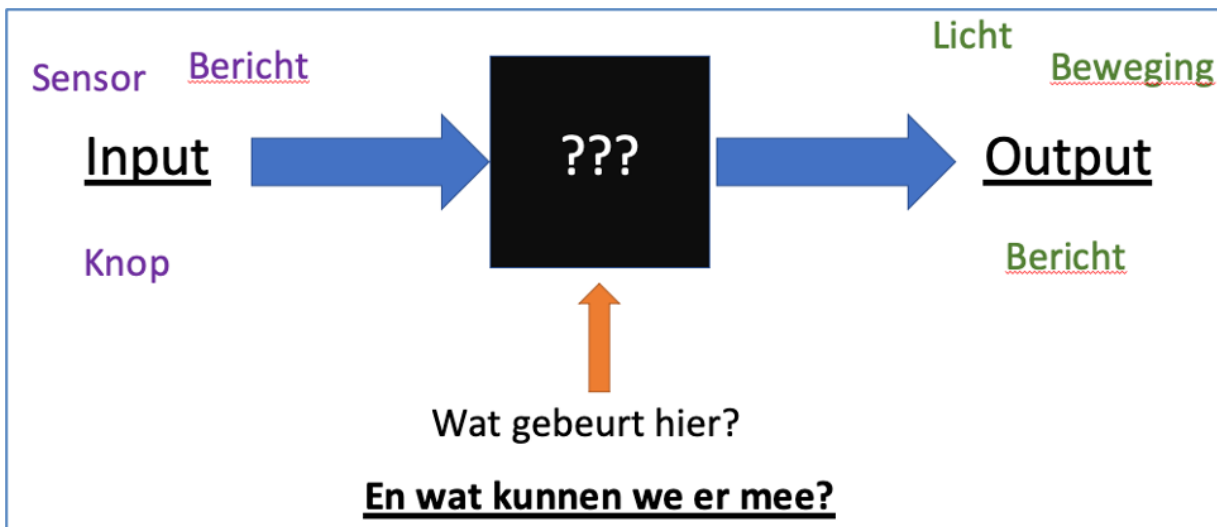 Sensor
Bericht
Licht
Beweging
Input
???
Output
Knop
Bericht
Wat gebeurt hier?
En wat kunnen we er mee?